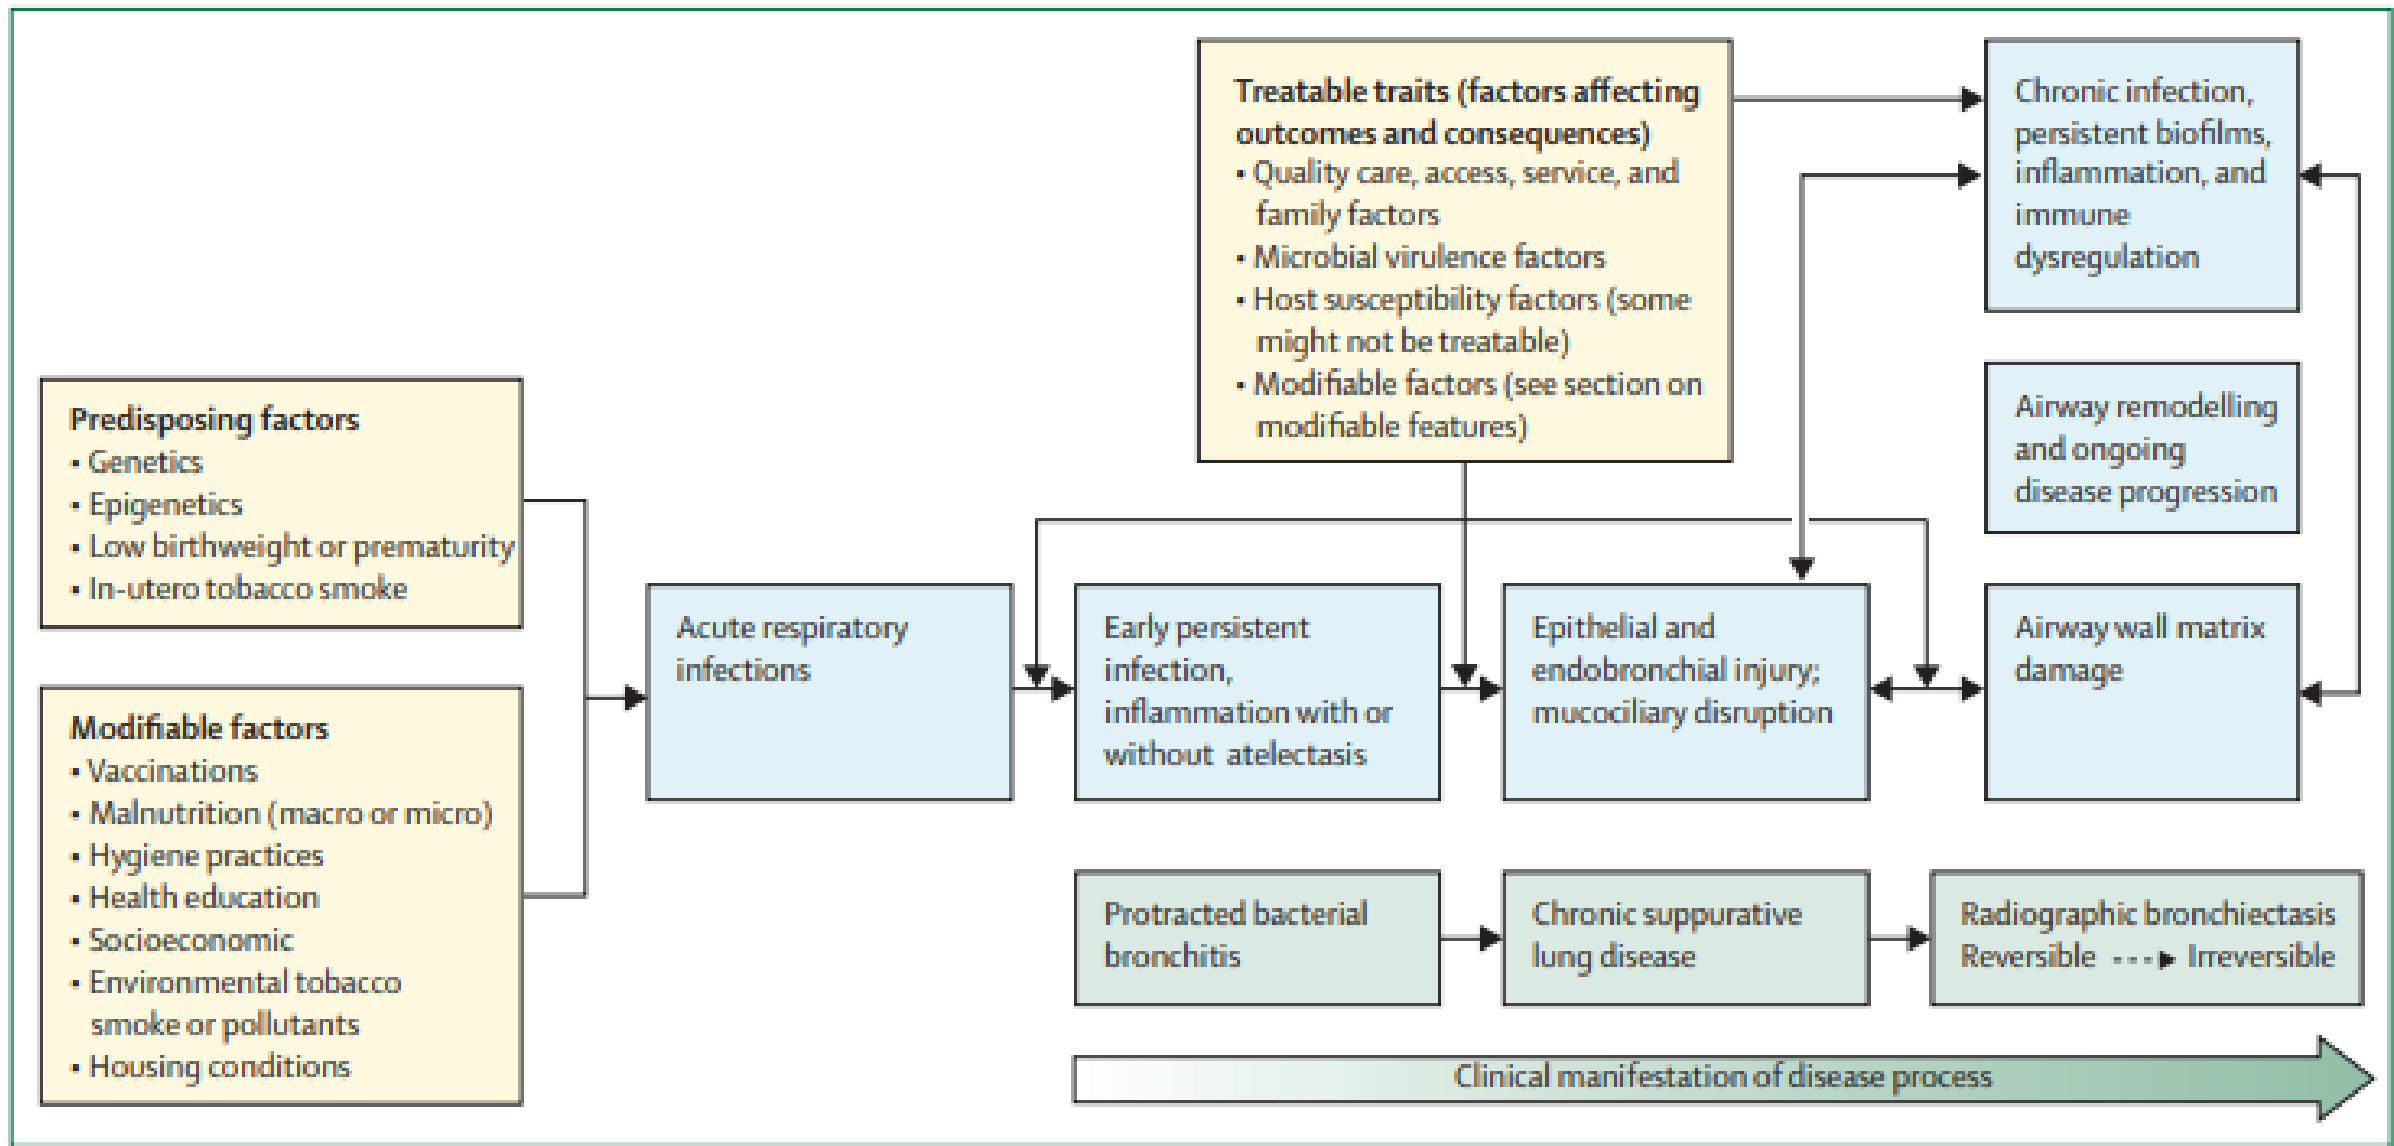 Treatable traits (factors affecting
outcomes and consequences)
• Quality care, access, service, and
family factors
• Microbial virulence factors
• Host susceptibility factors (some
might not be treatable)
• Modifiable factors (see section on
modifiable features)
Chronic infection,
persistent biofilms,
inflammation, and
immune
dysregulation
Airway remodelling
and ongoing
disease progression
Predisposing factors
• Genetics
• Epigenetics
• Low birthweight or prematurity
• In-utero tobacco smoke
Modifiable factors
• Vaccinations
• Malnutrition (macro or micro)
• Hygiene practices
• Health education
• Socioeconomic
• Environmental tobacco
smoke or pollutants
• Housing conditions
Acute respiratory
infections
Early persistent
infection,
inflammation with or
without atelectasis
Epithelial and
endobronchial injury;
mucociliary disruption
Airway wall matrix
damage
Protracted bacterial
bronchitis
Chronic suppurative
lung disease
Radiographic bronchiectasis
Reversible Irreversible
Clinical manifestation of disease process